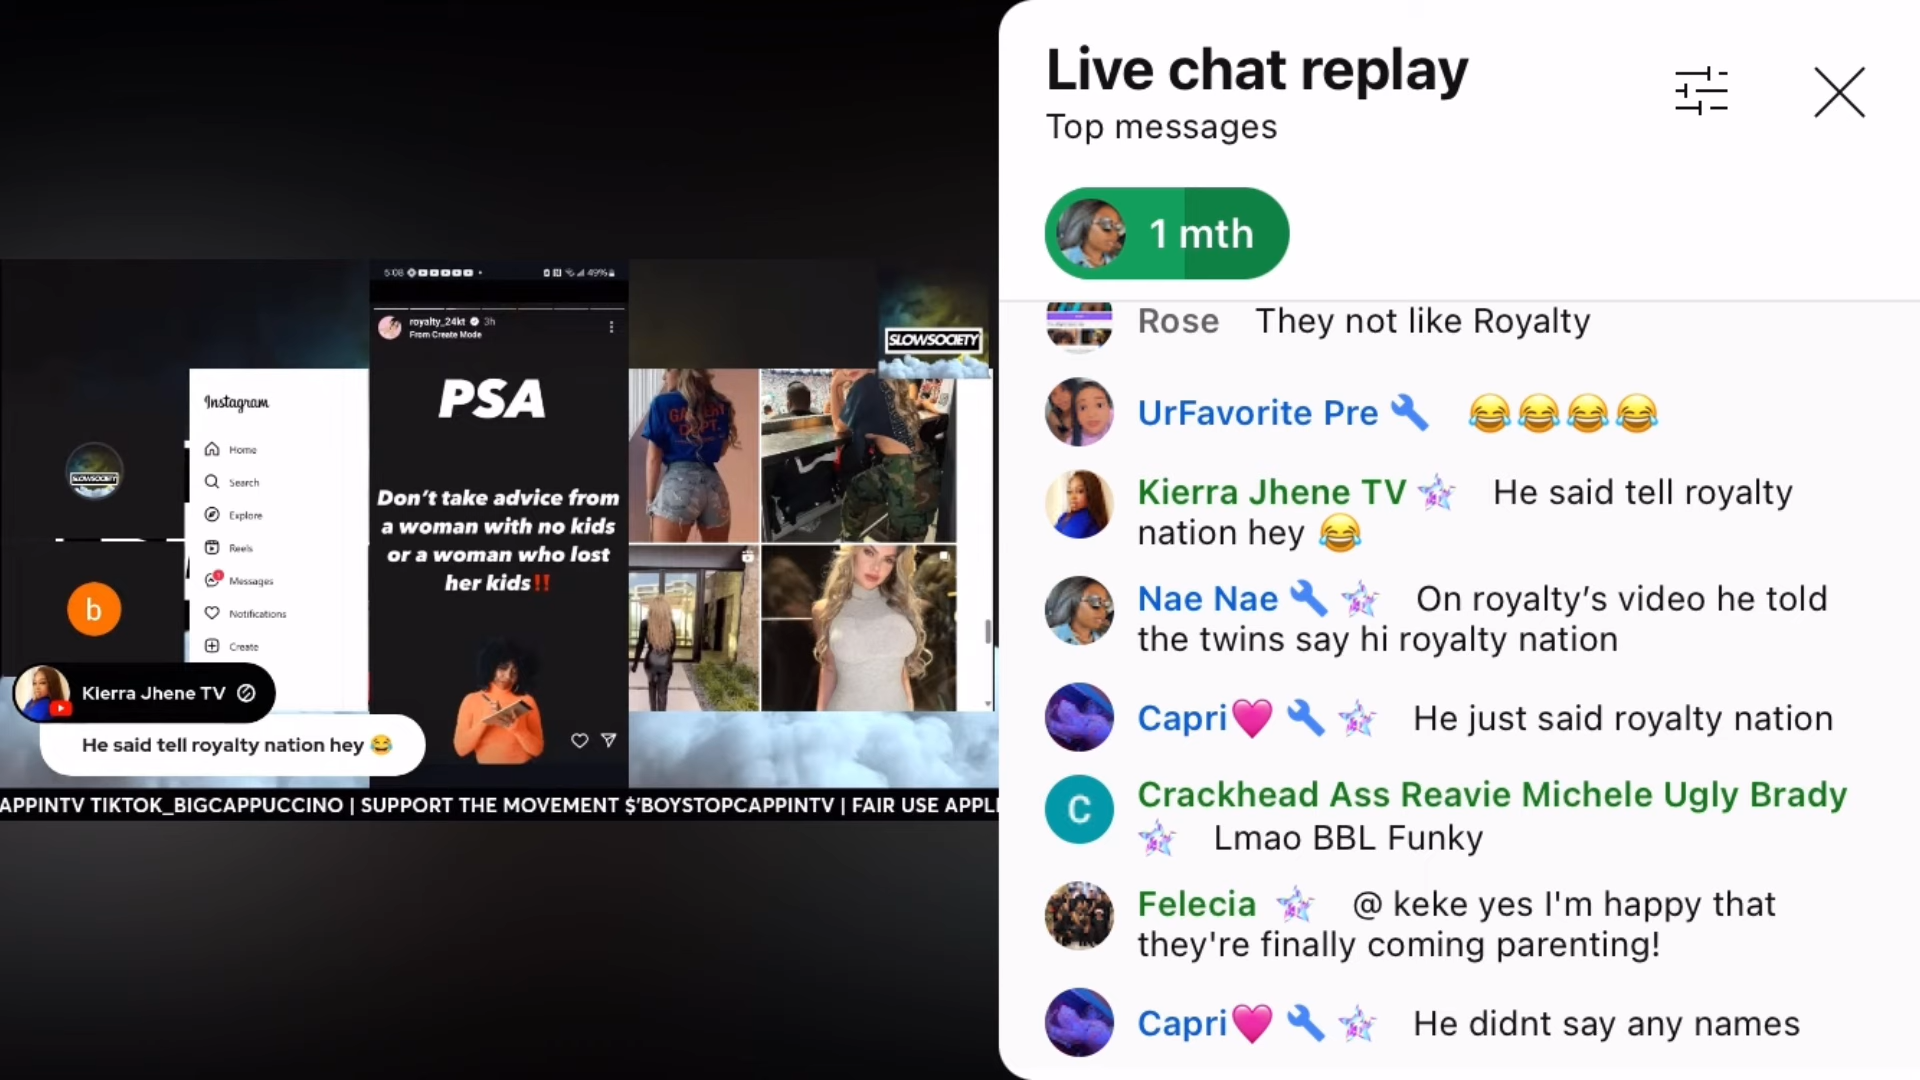 SLOWSOCIETY
b
Instagram
Home
Search
Explore
Reels
Messages
Notifications
Create
5:08
49%
royalty_24kt 3h
From Create Mode
PSA
Don't take advice from
a woman with no kids
or a woman who lost
her kids‼️
SLOWSOCIETY
Kierra Jhene TV
He said tell royalty nation hey 😂
APPINTV TIKTOK_BIGCAPPUCCINO | SUPPORT THE MOVEMENT $'BOYSTOPCAPPINTV | FAIR USE APPLI
Live chat replay
Top messages
1 mth
Rose They not like Royalty
UrFavorite Pre 🔧 😂😂😂😂
Kierra Jhene TV He said tell royalty
nation hey 😂
Nae Nae 🔧 On royalty’s video he told
the twins say hi royalty nation
Capri🩷 🔧 He just said royalty nation
C
Crackhead Ass Reavie Michele Ugly Brady
Lmao BBL Funky
Felecia @ keke yes I'm happy that
they're finally coming parenting!
Capri🩷 🔧 He didnt say any names